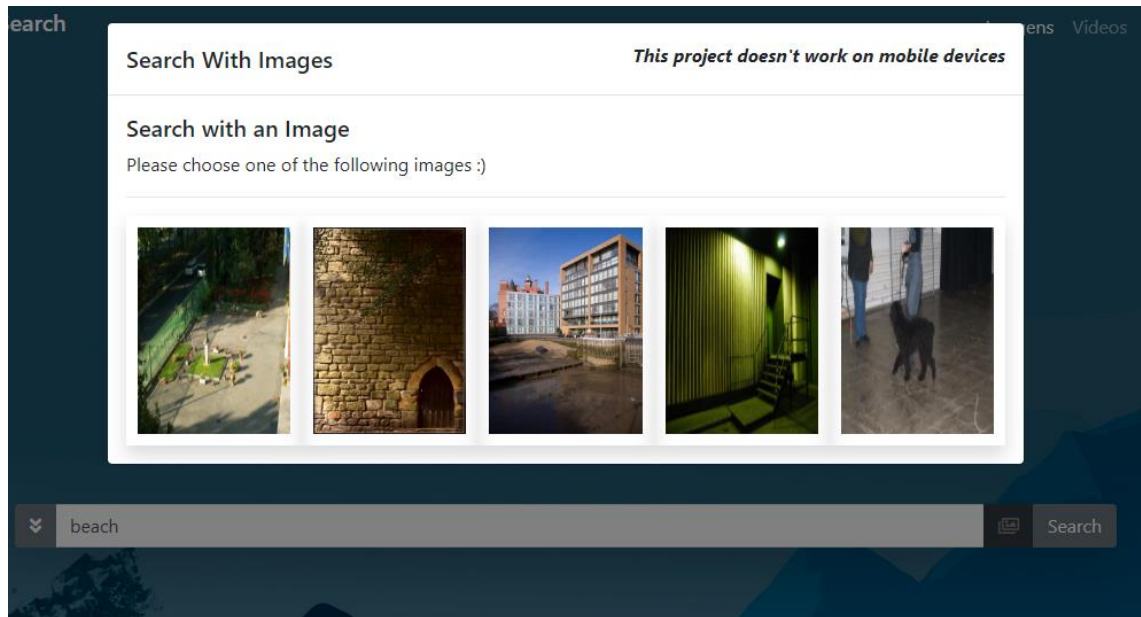 earch
ens Videos
Search With Images
This project doesn't work on mobile devices
Search with an Image
Please choose one of the following images :)
beach
Search